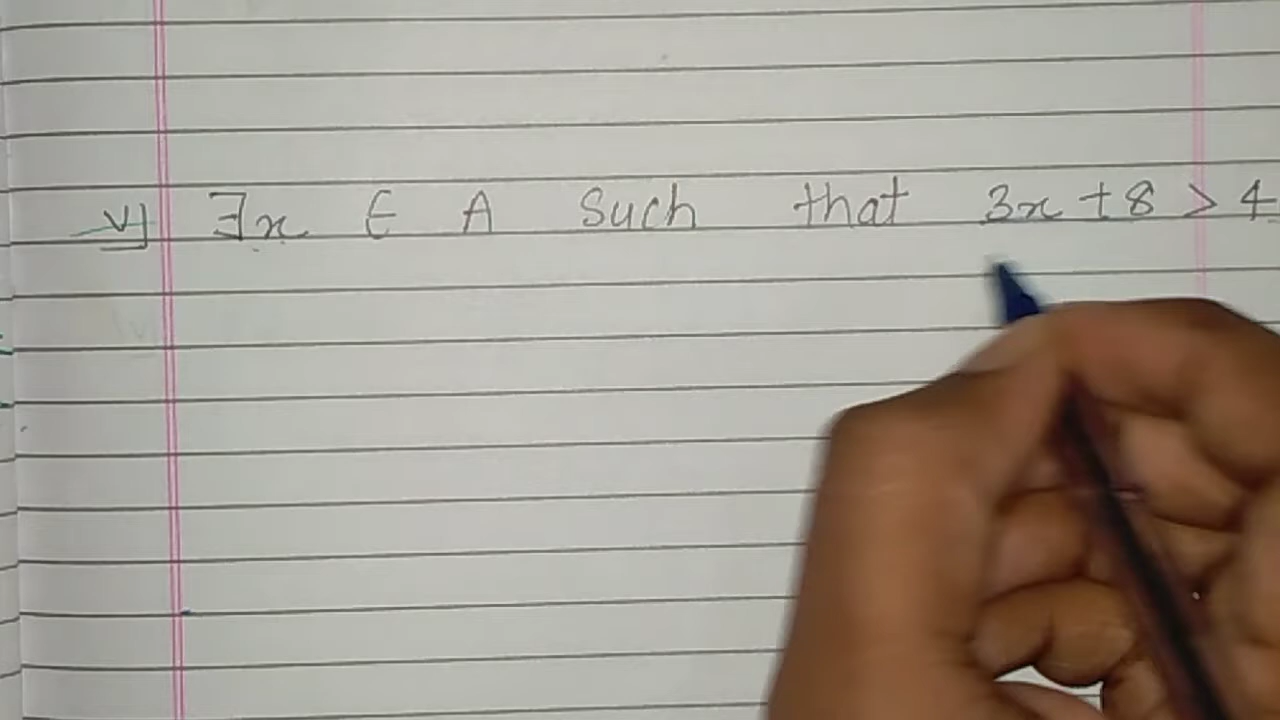 v] ∃x ∈ A such that 3x + 8 > 4